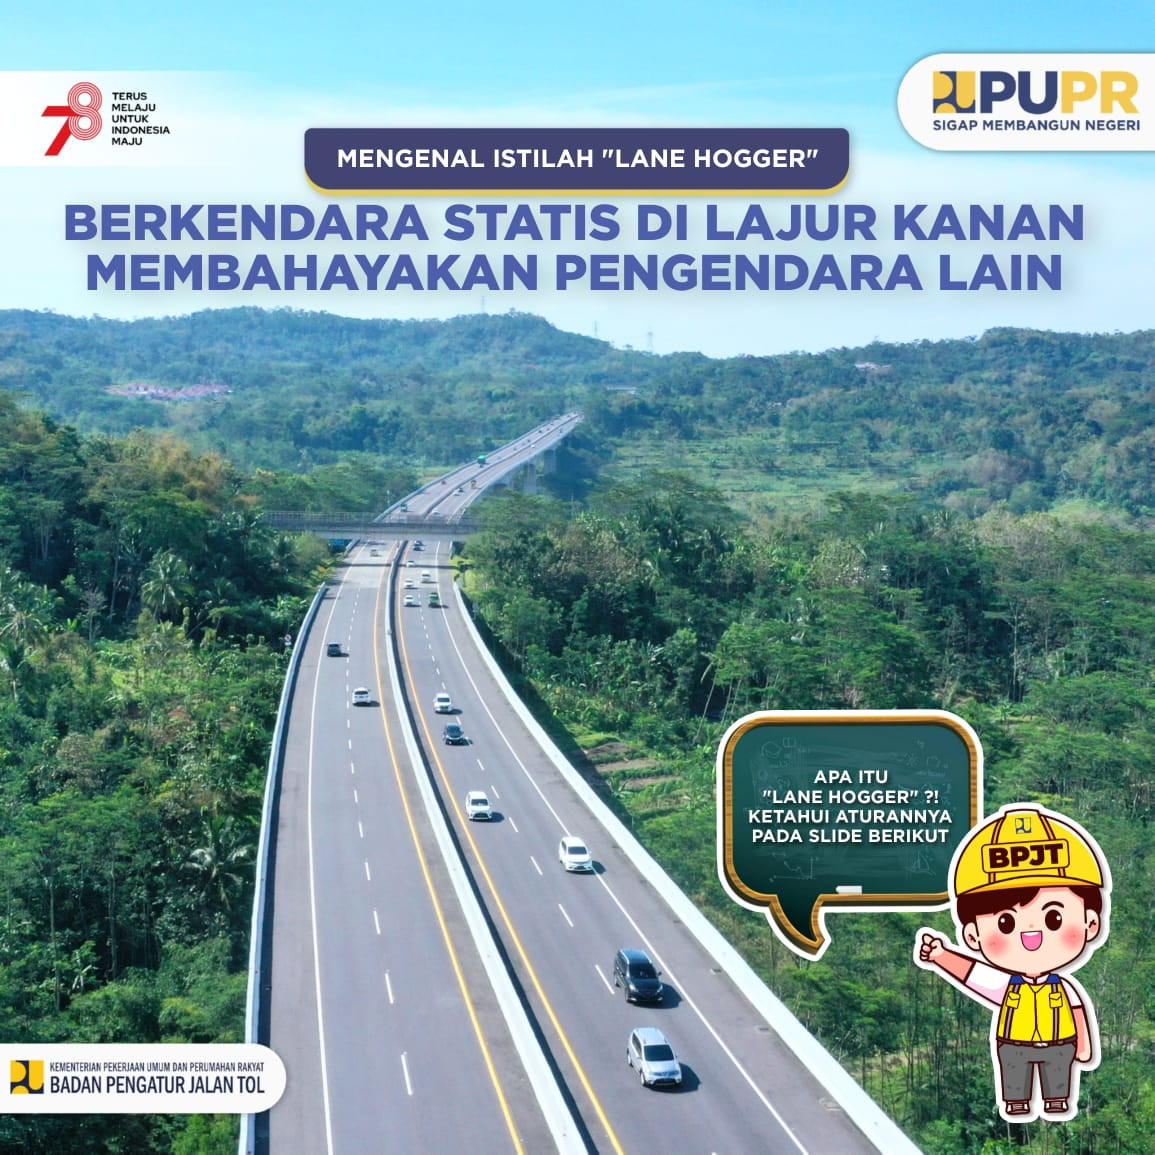 78
TERUS
MELAJU
UNTUK
INDONESIA
MAJU
PUPR
SIGAP MEMBANGUN NEGERI
MENGENAL ISTILAH "LANE HOGGER"
BERKENDARA STATIS DI LAJUR KANAN
MEMBAHAYAKAN PENGENDARA LAIN
APA ITU
"LANE HOGGER" ?!
KETAHUI ATURANNYA
PADA SLIDE BERIKUT
BPJT
KEMENTERIAN PEKERJAAN UMUM DAN PERUMAHAN RAKYAT
BADAN PENGATUR JALAN TOL